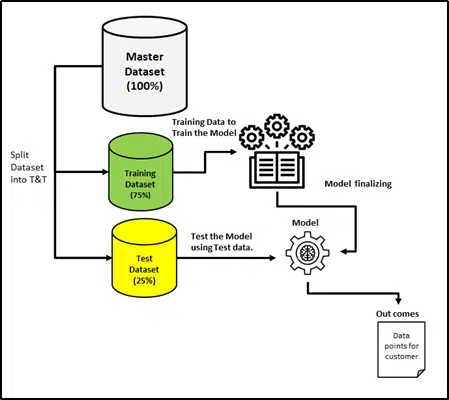 Master
Dataset
(100%)
Training Data to
Train the Model
Split
Dataset
into T&T
Training
Dataset
(75%)
Model finalizing
Test the Model
using Test data.
Model
Test
Dataset
(25%)
Out comes
Data
points for
customer